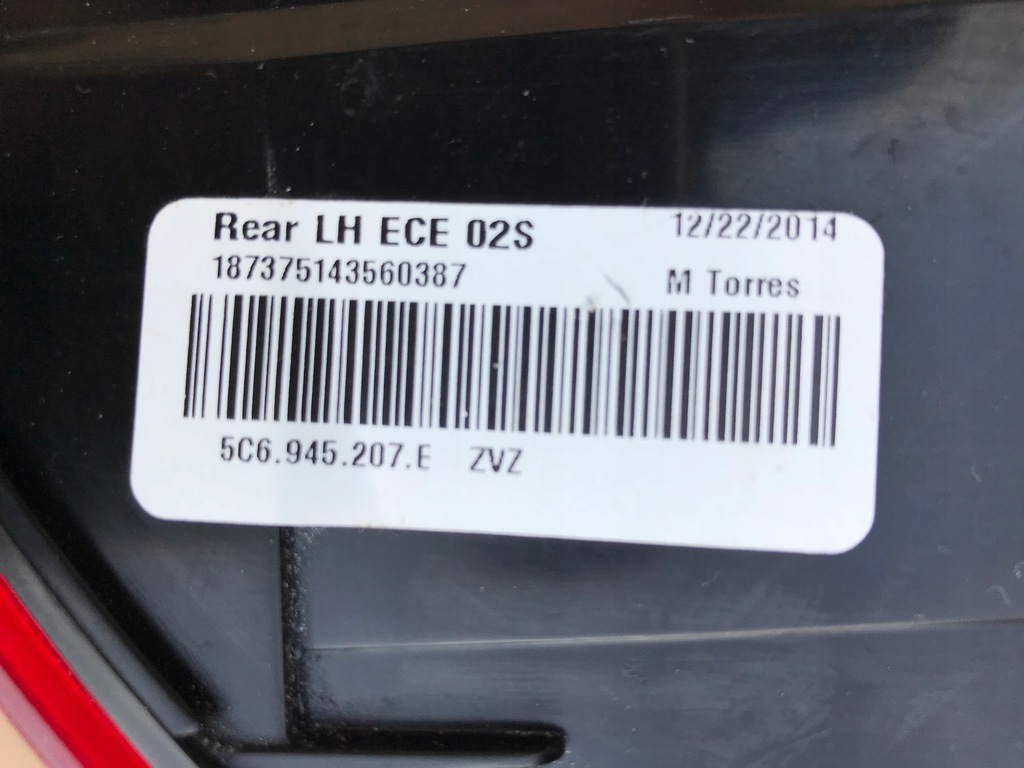 Rear LH ECE 02S 12/22/2014
187375143560387 M Torres
5C6.945.207.E ZVZ